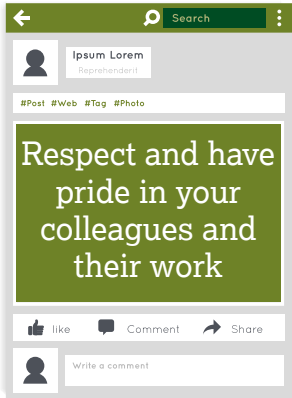 Search
Ipsum Lorem
Reprehenderit
#Post #Web #Tag #Photo
Respect and have
pride in your
colleagues and
their work
like Comment Share
Write a comment